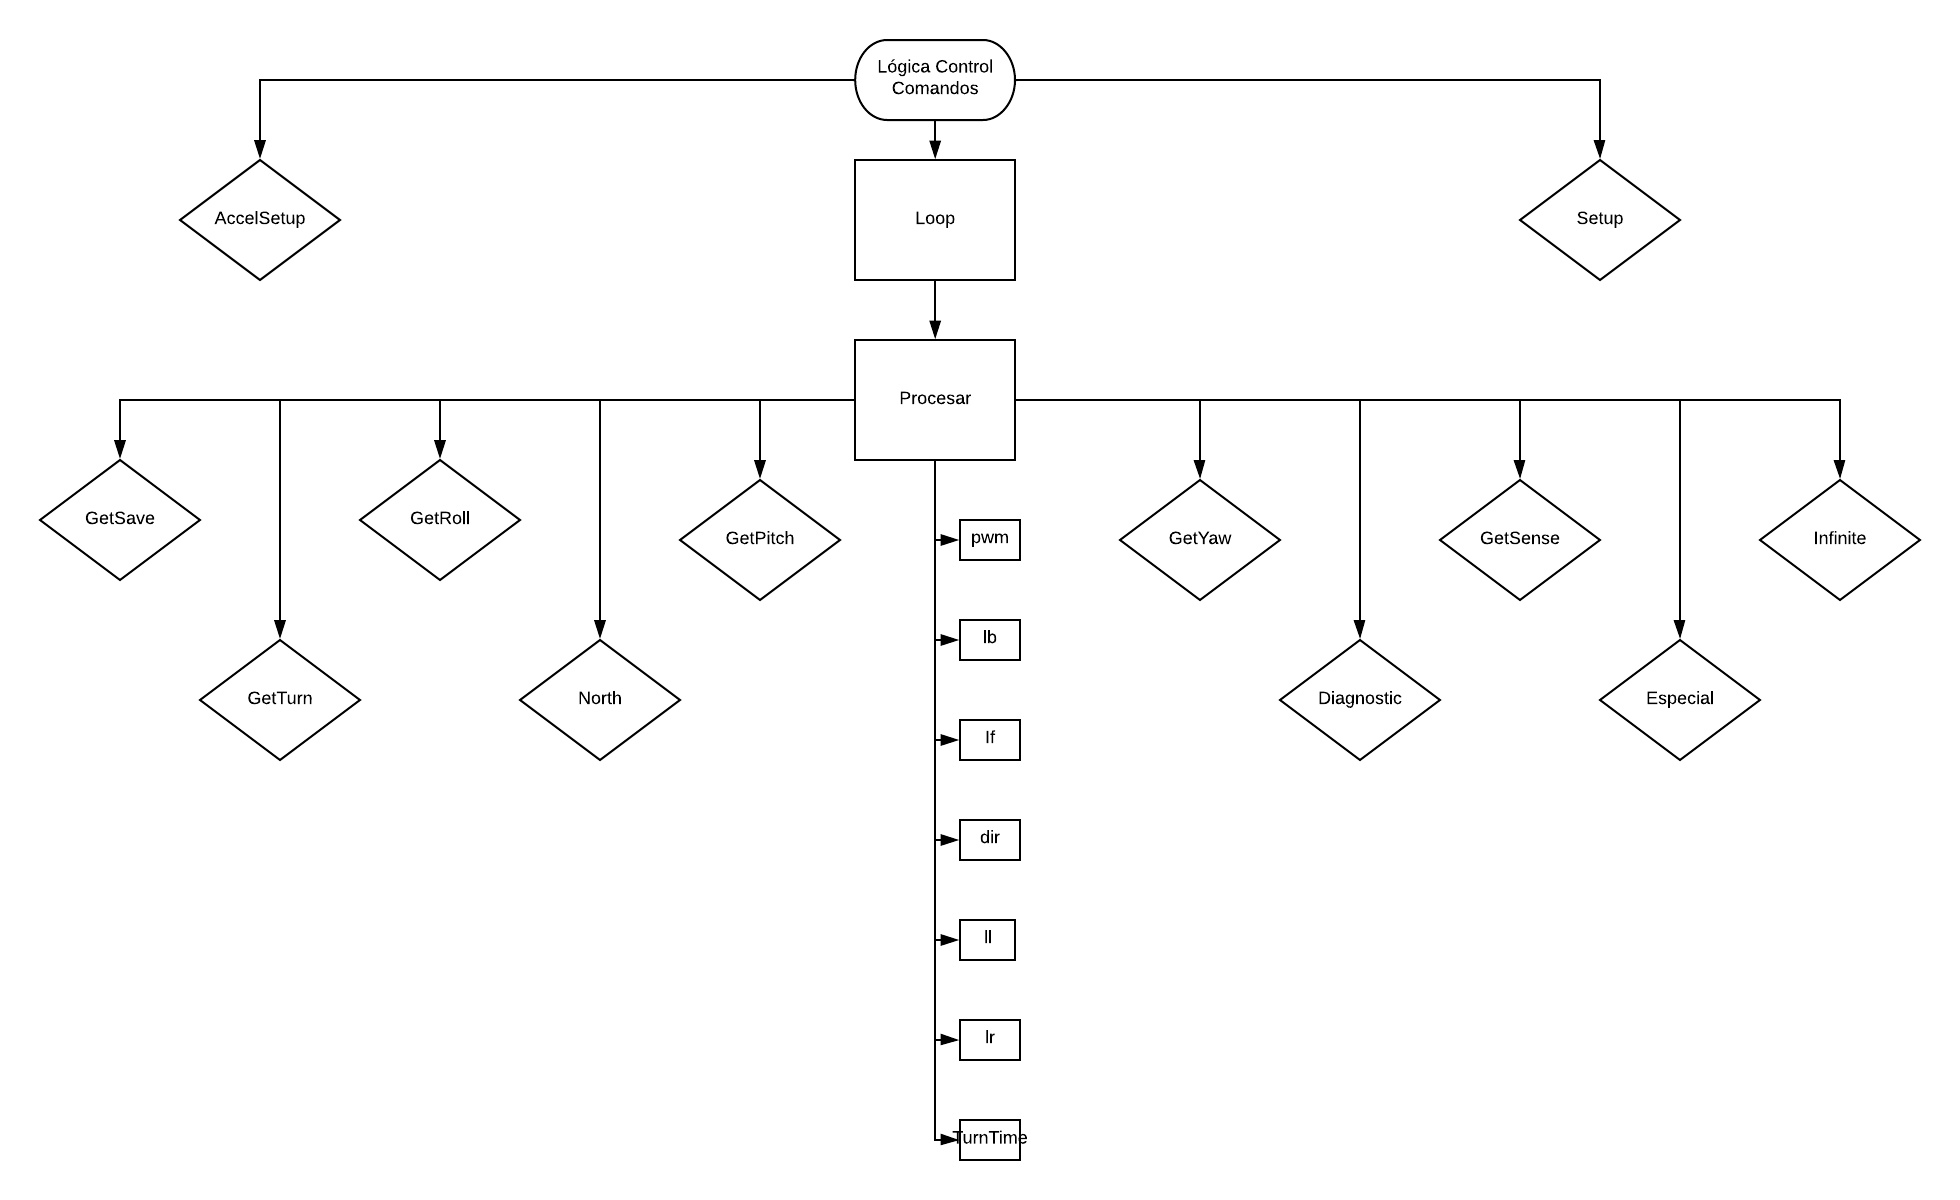 Lógica Control
Comandos
AccelSetup
Loop
Setup
Procesar
GetSave
GetRoll
GetPitch
pwm
GetYaw
GetSense
Infinite
lb
GetTurn
North
Diagnostic
Especial
lf
dir
ll
lr
TurnTime